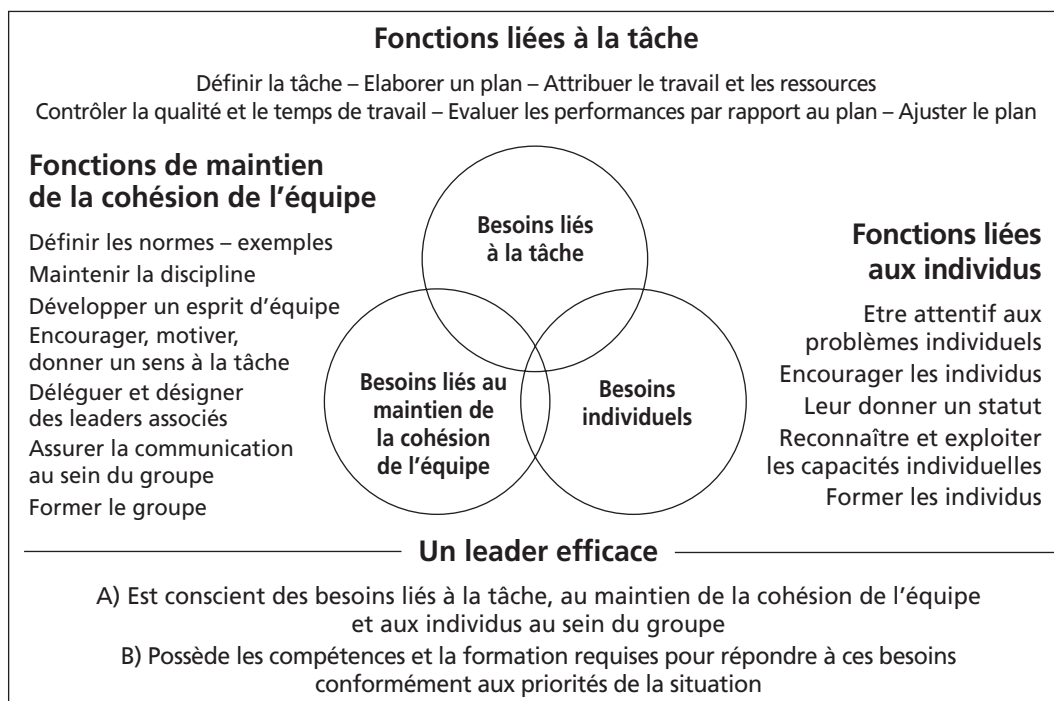 Fonctions liées à la tâche
Définir la tâche – Elaborer un plan – Attribuer le travail et les ressources
Contrôler la qualité et le temps de travail – Evaluer les performances par rapport au plan – Ajuster le plan
Fonctions de maintien
de la cohésion de l'équipe
Définir les normes – exemples
Maintenir la discipline
Développer un esprit d'équipe
Encourager, motiver,
donner un sens à la tâche
Déléguer et désigner
des leaders associés
Assurer la communication
au sein du groupe
Former le groupe
Besoins liés
à la tâche
Besoins liés au
maintien de
la cohésion
de l'équipe
Besoins
individuels
Fonctions liées
aux individus
Etre attentif aux
problèmes individuels
Encourager les individus
Leur donner un statut
Reconnaître et exploiter
les capacités individuelles
Former les individus
Un leader efficace
A) Est conscient des besoins liés à la tâche, au maintien de la cohésion de l'équipe
et aux individus au sein du groupe
B) Possède les compétences et la formation requises pour répondre à ces besoins
conformément aux priorités de la situation